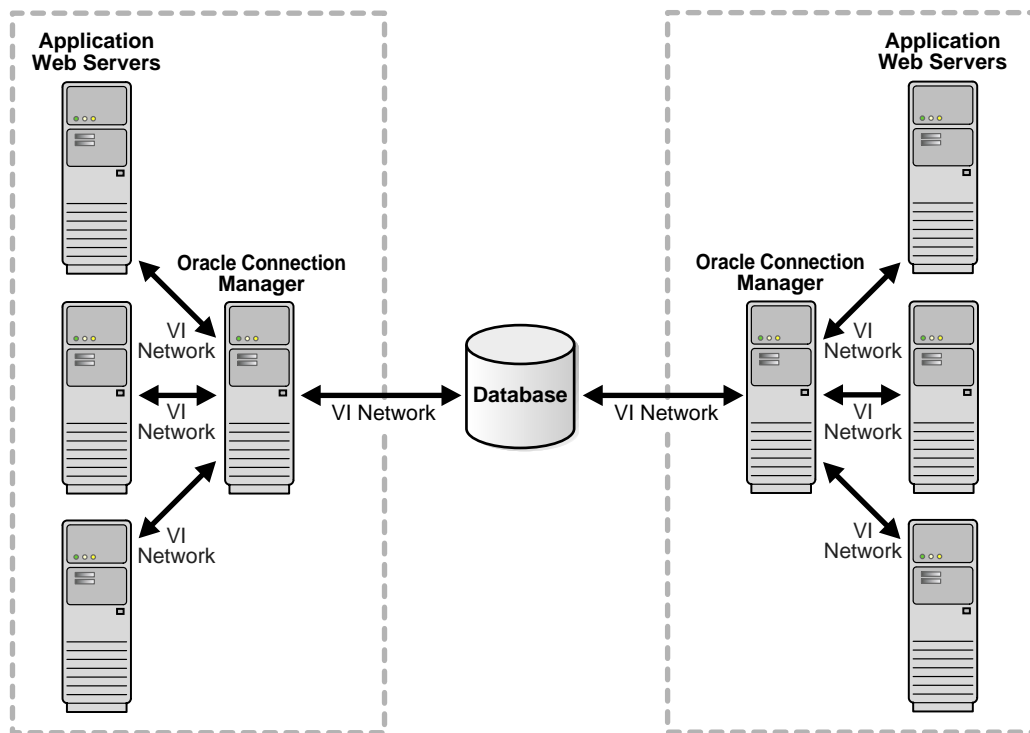 Application
Web Servers
Application
Web Servers
Oracle Connection
Manager
Oracle Connection
Manager
VI
Network
VI
Network
VI
Network
VI Network
Database
VI Network
VI
Network
VI
Network
VI
Network